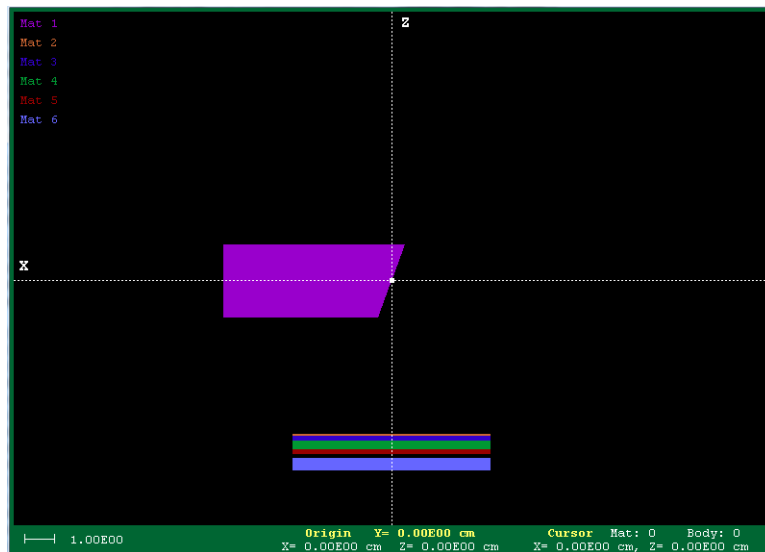 Mat 1
Z
Mat 2
Mat 3
Mat 4
Mat 5
Mat 6
X
1.00E00
Origin Y= 0.00E00 cm
X= 0.00E00 cm Z= 0.00E00 cm
Cursor Mat: 0 Body: 0
X= 0.00E00 cm, Z= 0.00E00 cm